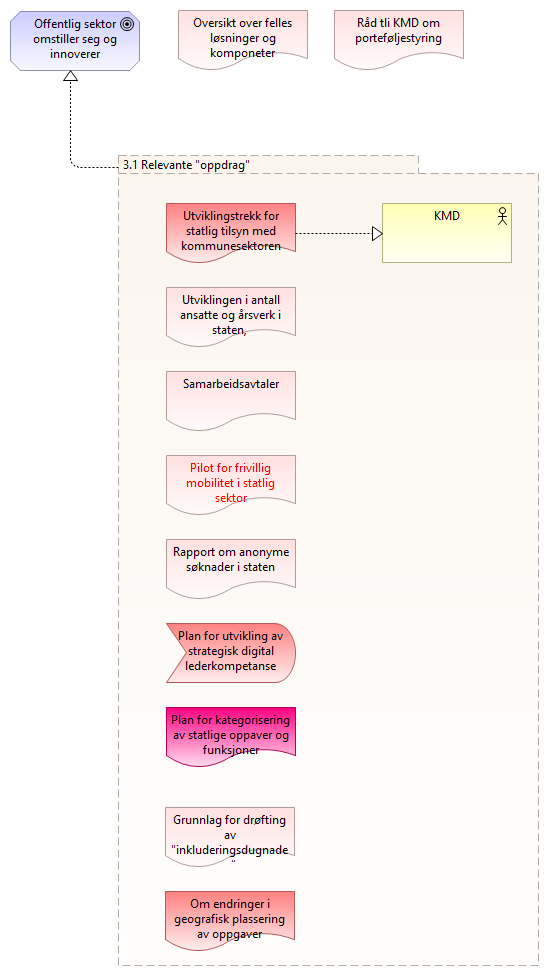 Offentlig sektor
omstiller seg og
innoverer
Oversikt over felles
løsninger og
komponeter
Råd tli KMD om
porteføljestyring
3.1 Relevante "oppdrag"
Utviklingstrekk for
statlig tilsyn med
kommunesektoren
KMD
Utviklingen i antall
ansatte og årsverk i
staten,
Samarbeidsavtaler
Pilot for frivillig
mobilitet i statlig
sektor
Rapport om anonyme
søknader i staten
Plan for utvikling av
strategisk digital
lederkompetanse
Plan for kategorisering
av statlige oppaver og
funksjoner
Grunnlag for drøfting
av
"inkluderingsdugnade
"
Om endringer i
geografisk plassering
av oppgaver